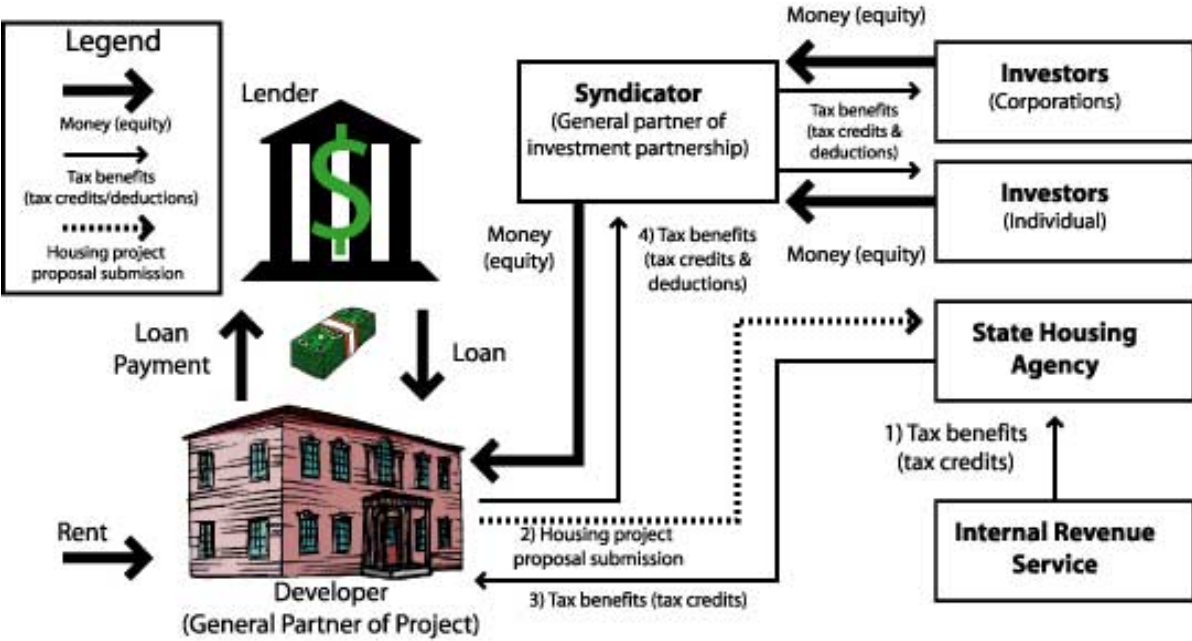 Legend
Money (equity)
Tax benefits
(tax credits/deductions)
Housing project
proposal submission
Lender
$
Loan
Payment
Loan
Rent
Developer
(General Partner of Project)
Syndicator
(General partner of
investment partnership)
Money (equity)
Tax benefits
(tax credits &
deductions)
Money (equity)
Investors
(Corporations)
Investors
(Individual)
Money
(equity)
4) Tax benefits
(tax credits &
deductions)
State Housing
Agency
1) Tax benefits
(tax credits)
Internal Revenue
Service
2) Housing project
proposal submission
3) Tax benefits (tax credits)